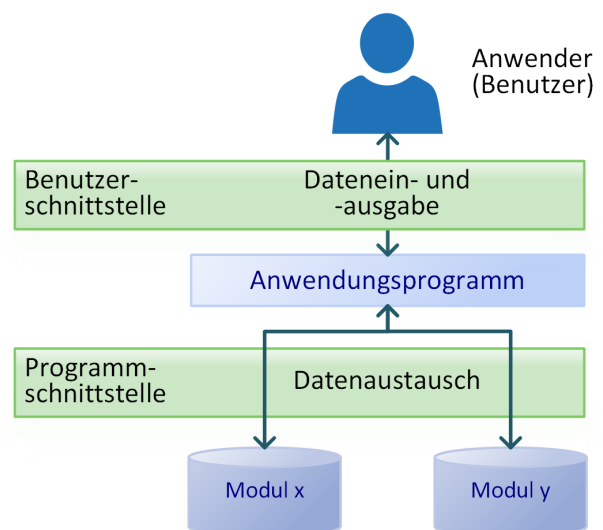 Anwender
(Benutzer)
Benutzer-
schnittstelle
Datenein- und
-ausgabe
Anwendungsprogramm
Programm-
schnittstelle
Datenaustausch
Modul x
Modul y